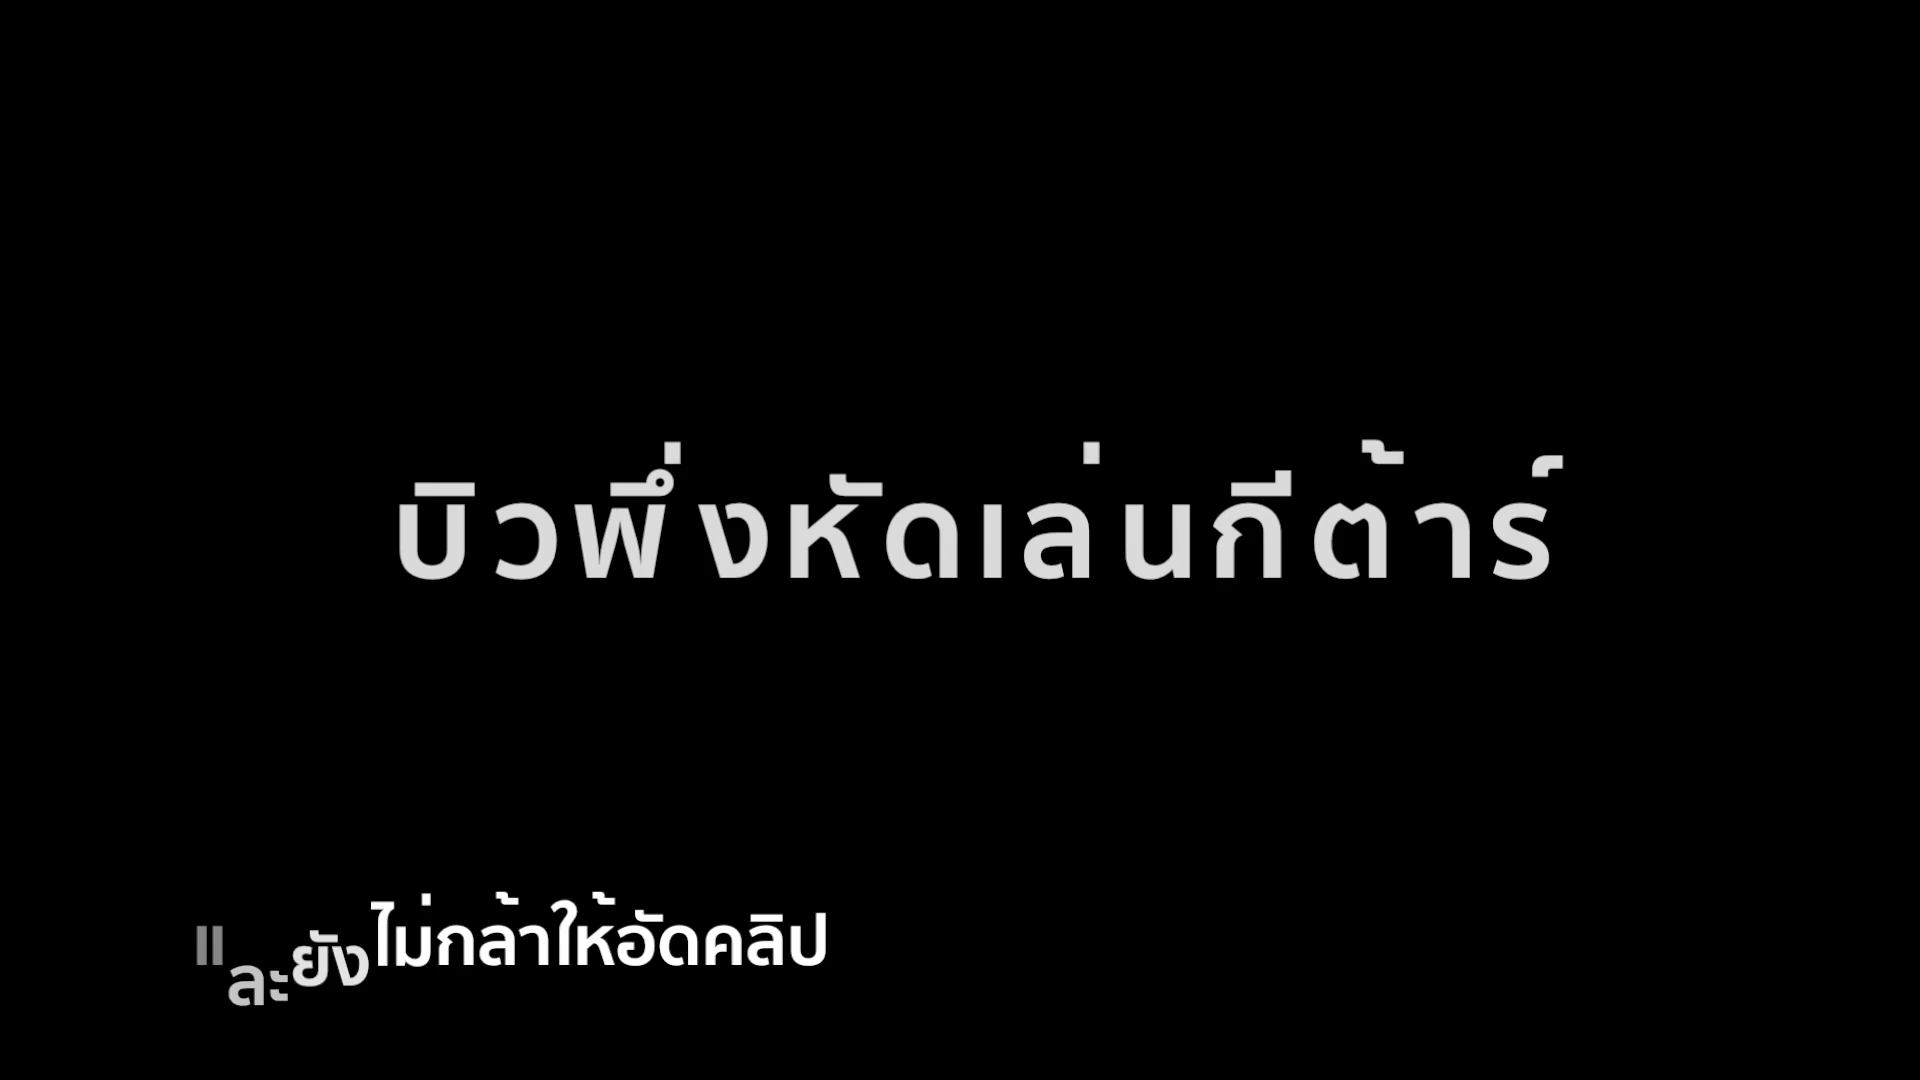 บิวพึ่งหัดเล่นกีต้าร์
และยังไม่กล้าให้อัดคลิป